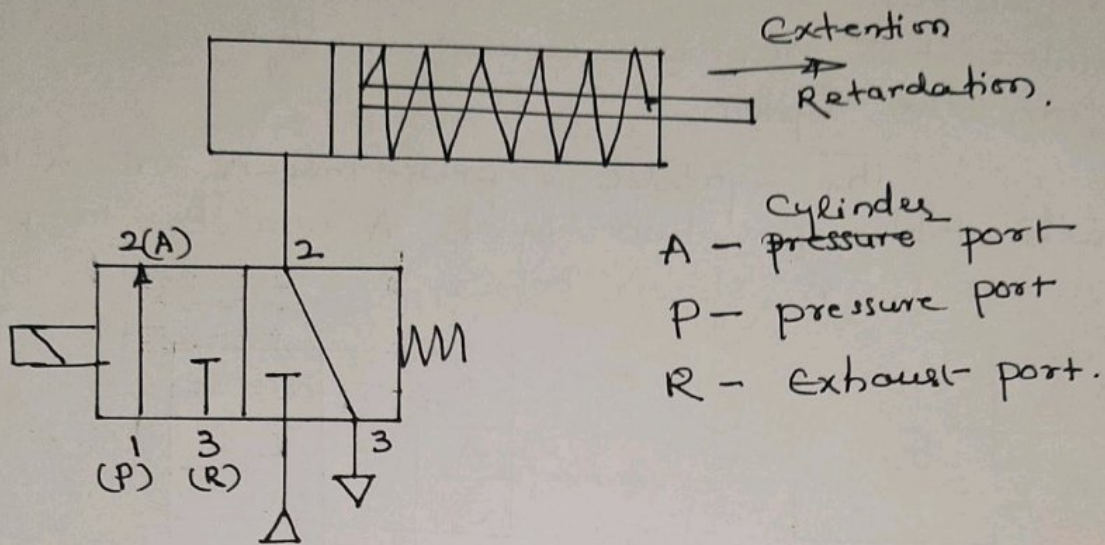 Extention
Retardation.
Cylinder
A - pressure port
P - pressure port
R - Exhaust port.
2(A) 2
1 3 3
(P) (R)